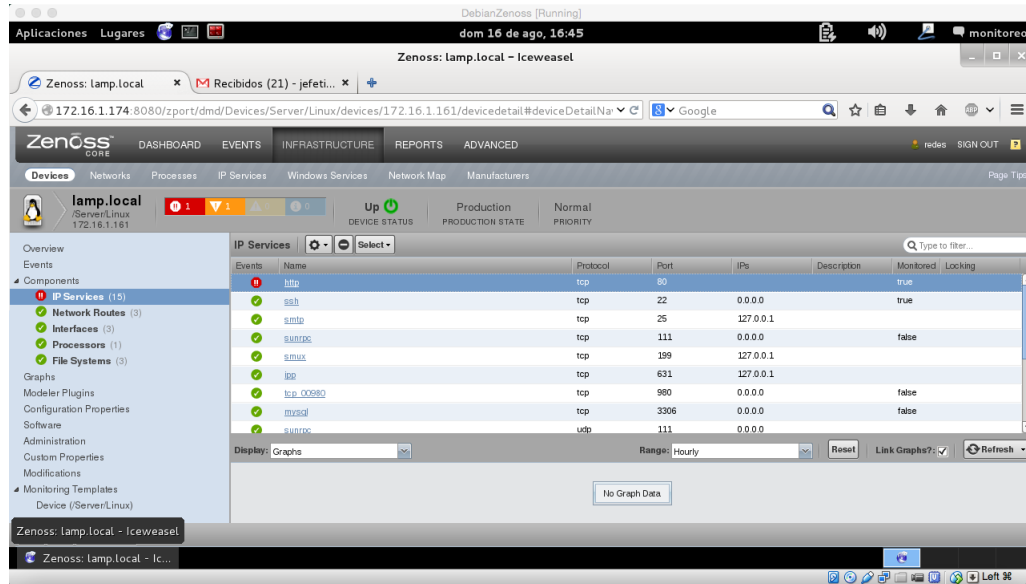 DebianZenoss [Running]
Aplicaciones Lugares dom 16 de ago, 16:45 monitoreo
Zenoss: lamp.local - Iceweasel
Zenoss: lamp.local × Recibidos (21) - jefeti... ×
172.16.1.174:8080/zport/dmd/Devices/Server/Linux/devices/172.16.1.161/devicedetail#deviceDetailNa Google
Zenoss CORE DASHBOARD EVENTS INFRASTRUCTURE REPORTS ADVANCED redes SIGN OUT ?
Devices Networks Processes IP Services Windows Services Network Map Manufacturers Page Tips
lamp.local
/Server/Linux
172.16.1.161
1 1 0
Up
DEVICE STATUS
Production
PRODUCTION STATE
Normal
PRIORITY
Overview
Events
Components
IP Services (15)
Network Routes (3)
Interfaces (3)
Processors (1)
File Systems (3)
Graphs
Modeler Plugins
Configuration Properties
Software
Administration
Custom Properties
Modifications
Monitoring Templates
Device (/Server/Linux)
IP Services Select Type to filter...
Events Name Protocol Port IPs Description Monitored Locking
http tcp 80 true
ssh tcp 22 0.0.0.0 true
smtp tcp 25 127.0.0.1
sunrpc tcp 111 0.0.0.0 false
smux tcp 199 127.0.0.1
ipp tcp 631 127.0.0.1
tcp_00980 tcp 980 0.0.0.0 false
mysql tcp 3306 0.0.0.0 false
sunrpc udp 111 0.0.0.0
Display: Graphs Range: Hourly Reset Link Graphs?: Refresh
No Graph Data
Zenoss: lamp.local - Iceweasel
Zenoss: lamp.local - Ic...
Left ⌘